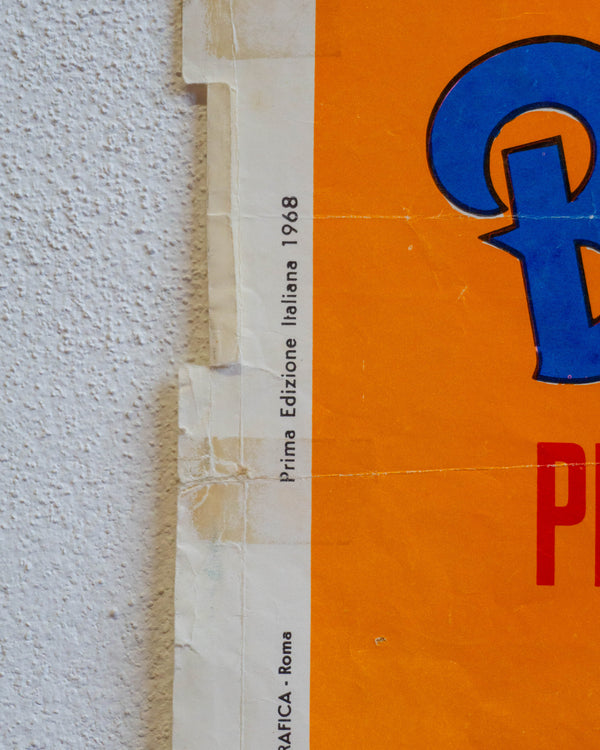 Prima Edizione Italiana 1968
RAFICA - Roma